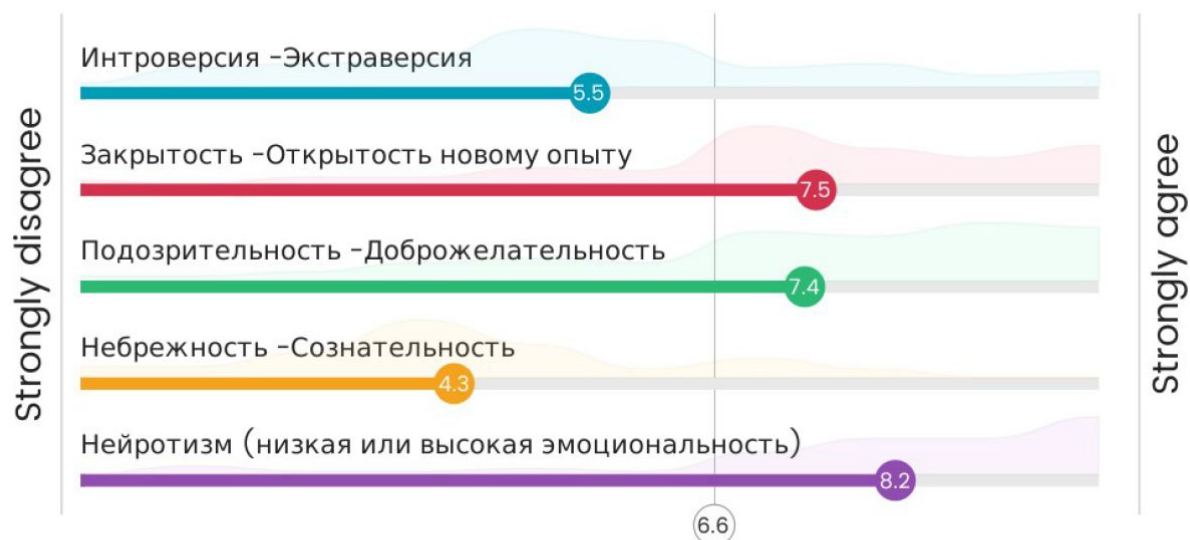 Strongly disagree
Интроверсия -Экстраверсия
5.5
Закрытость -Открытость новому опыту
7.5
Подозрительность -Доброжелательность
7.4
Небрежность -Сознательность
4.3
Нейротизм (низкая или высокая эмоциональность)
8.2
6.6
Strongly agree